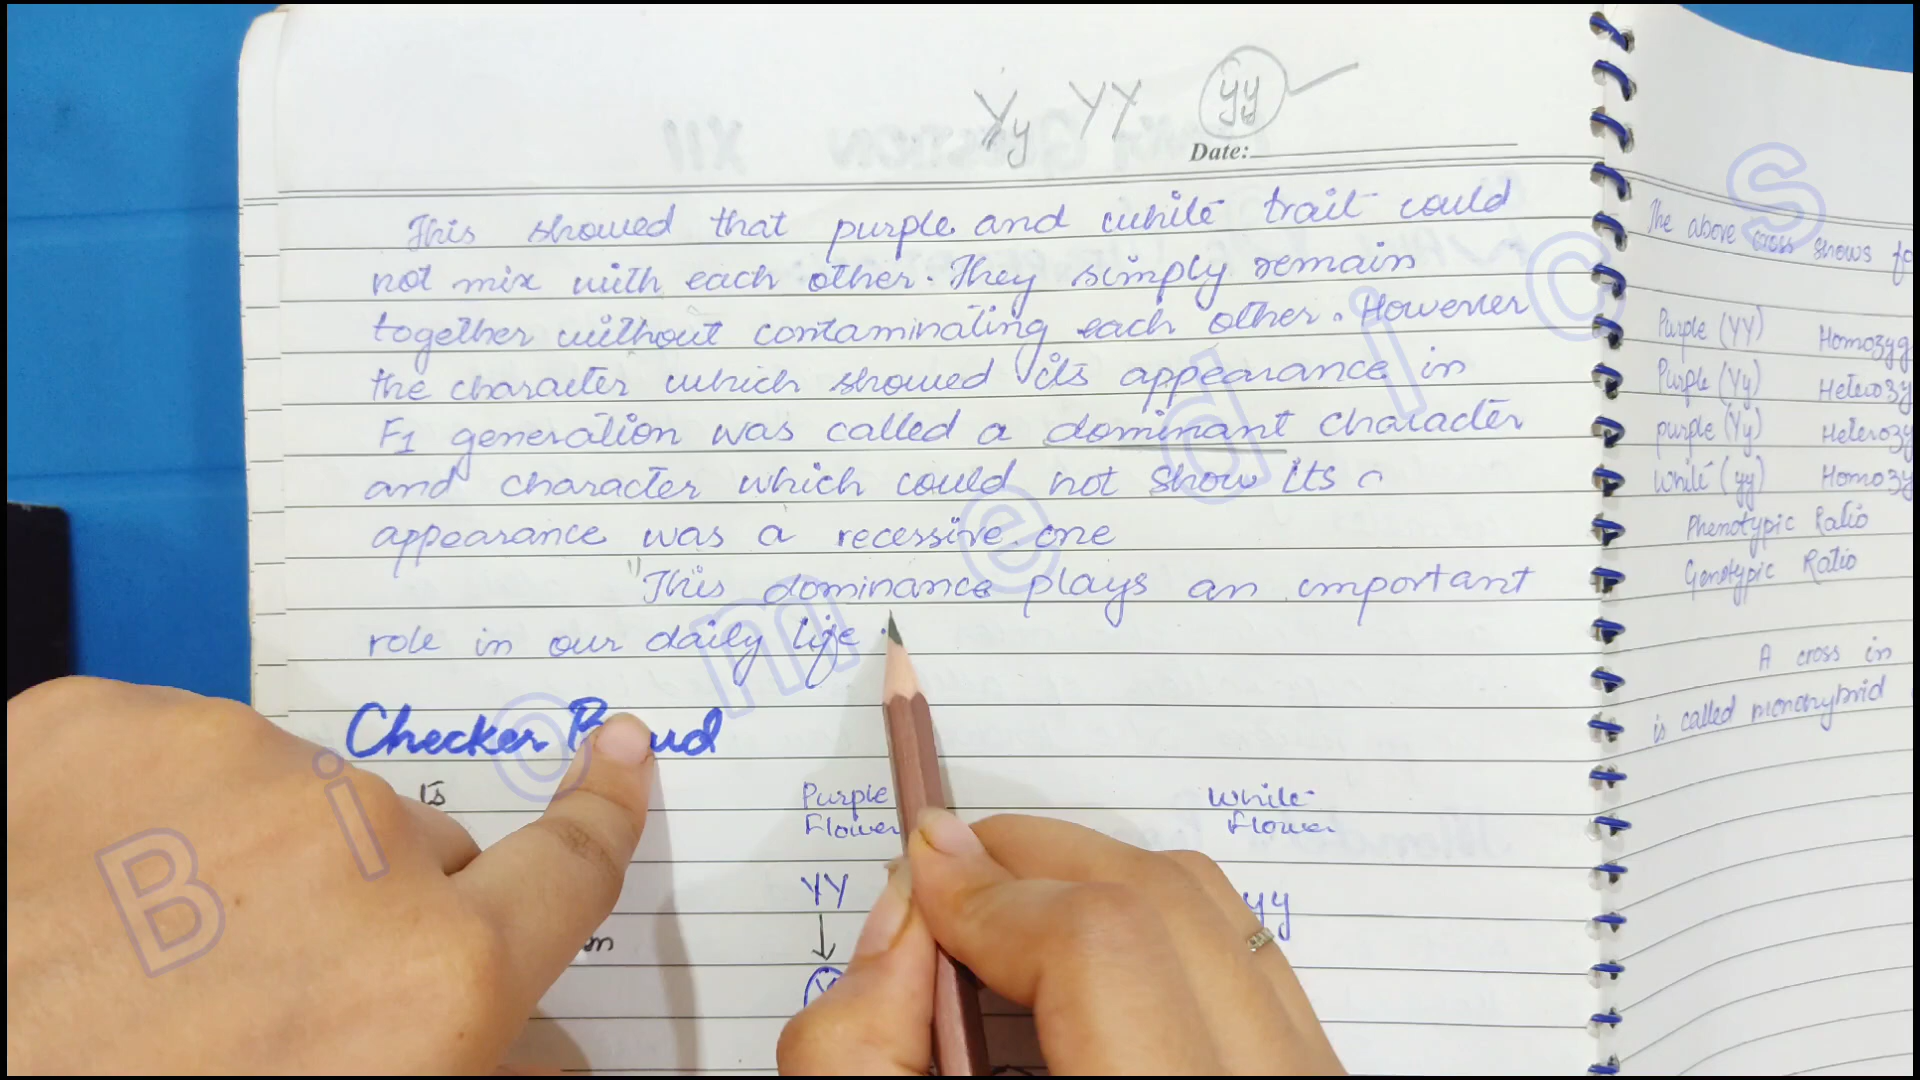 Yy YY yy
Date:
This showed that purple and white trait could
not mix with each other. They simply remain
together without contaminating each other. However
the character which showed its appearance in
F1 generation was called a dominant character
and character which could not show its a
appearance was a recessive one
This dominance plays an important
role in our daily life.
Checker
Purple
Flower
White
flower
YY
yy
The above cross shows
Purple (YY) Homozyg
Purple (Yy) Heterozy
purple (Yy) Heterozy
White (yy) Homozy
Phenotypic Ratio
Genotypic Ratio
A cross in
is called monohybrid
Biomedics